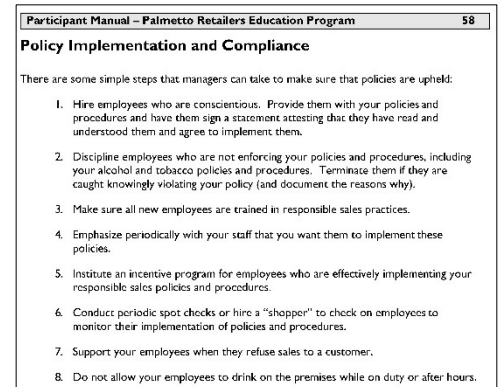 Participant Manual – Palmetto Retailers Education Program 58
Policy Implementation and Compliance
There are some simple steps that managers can take to make sure that policies are upheld:
1. Hire employees who are conscientious. Provide them with your policies and
procedures and have them sign a statement attesting that they have read and
understood them and agree to implement them.
2. Discipline employees who are not enforcing your policies and procedures, including
your alcohol and tobacco policies and procedures. Terminate them if they are
caught knowingly violating your policy (and document the reasons why).
3. Make sure all new employees are trained in responsible sales practices.
4. Emphasize periodically with your staff that you want them to implement these
policies.
5. Institute an incentive program for employees who are effectively implementing your
responsible sales policies and procedures.
6. Conduct periodic spot checks or hire a “shopper” to check on employees to
monitor their implementation of policies and procedures.
7. Support your employees when they refuse sales to a customer.
8. Do not allow your employees to drink on the premises while on duty or after hours.